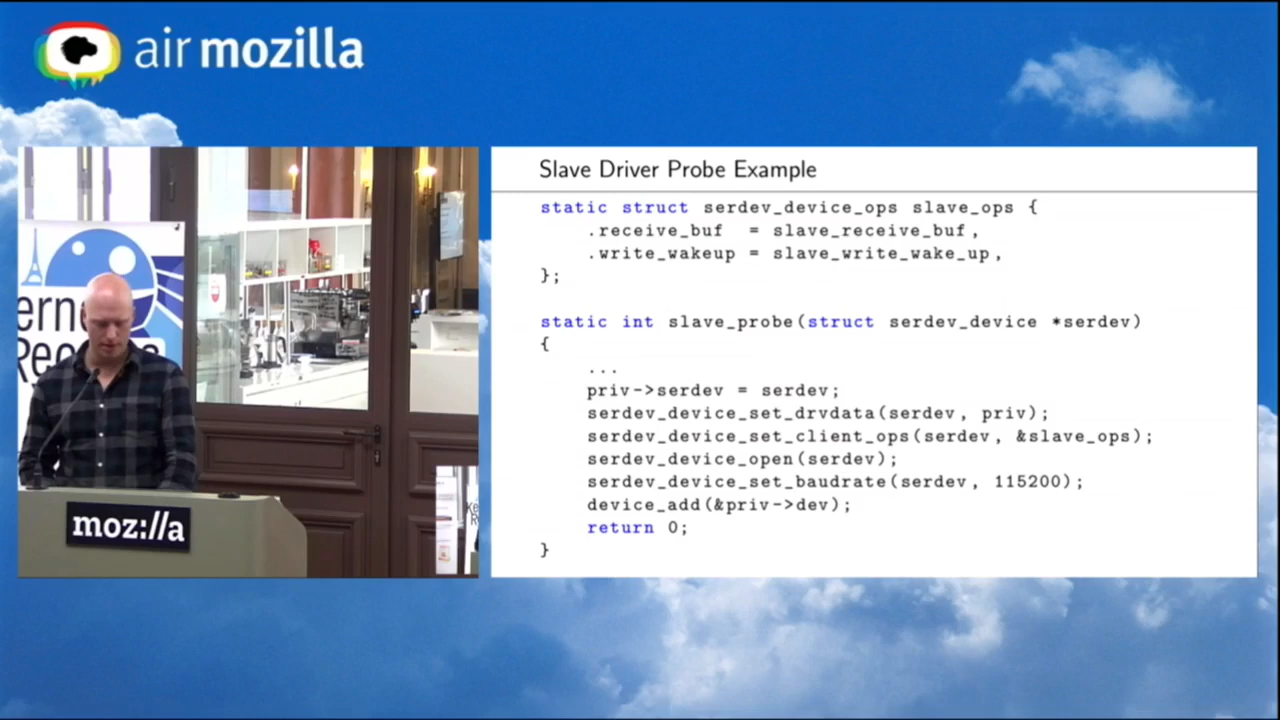 air mozilla
erne
Re
moz://a
Slave Driver Probe Example
static struct serdev_device_ops slave_ops {
.receive_buf = slave_receive_buf,
.write_wakeup = slave_write_wake_up,
};
static int slave_probe(struct serdev_device *serdev)
{
...
priv->serdev = serdev;
serdev_device_set_drvdata(serdev, priv);
serdev_device_set_client_ops(serdev, &slave_ops);
serdev_device_open(serdev);
serdev_device_set_baudrate(serdev, 115200);
device_add(&priv->dev);
return 0;
}